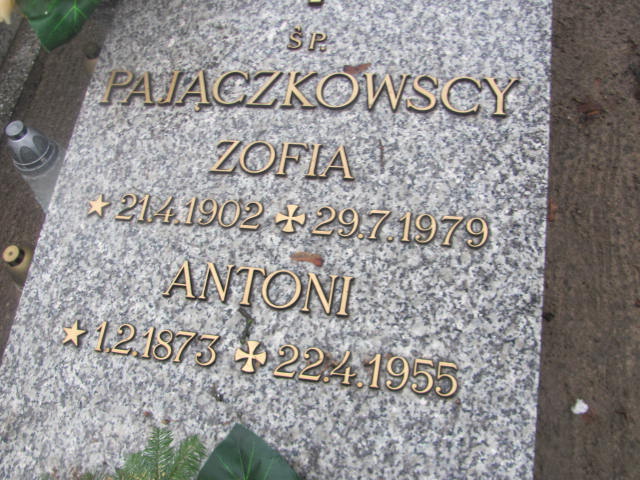 ŚP.
PAJĄCZKOWSCY
ZOFIA
★ 21.4.1902 ✠ 29.7.1979
ANTONI
★ 1.2.1873 ✠ 22.4.1955